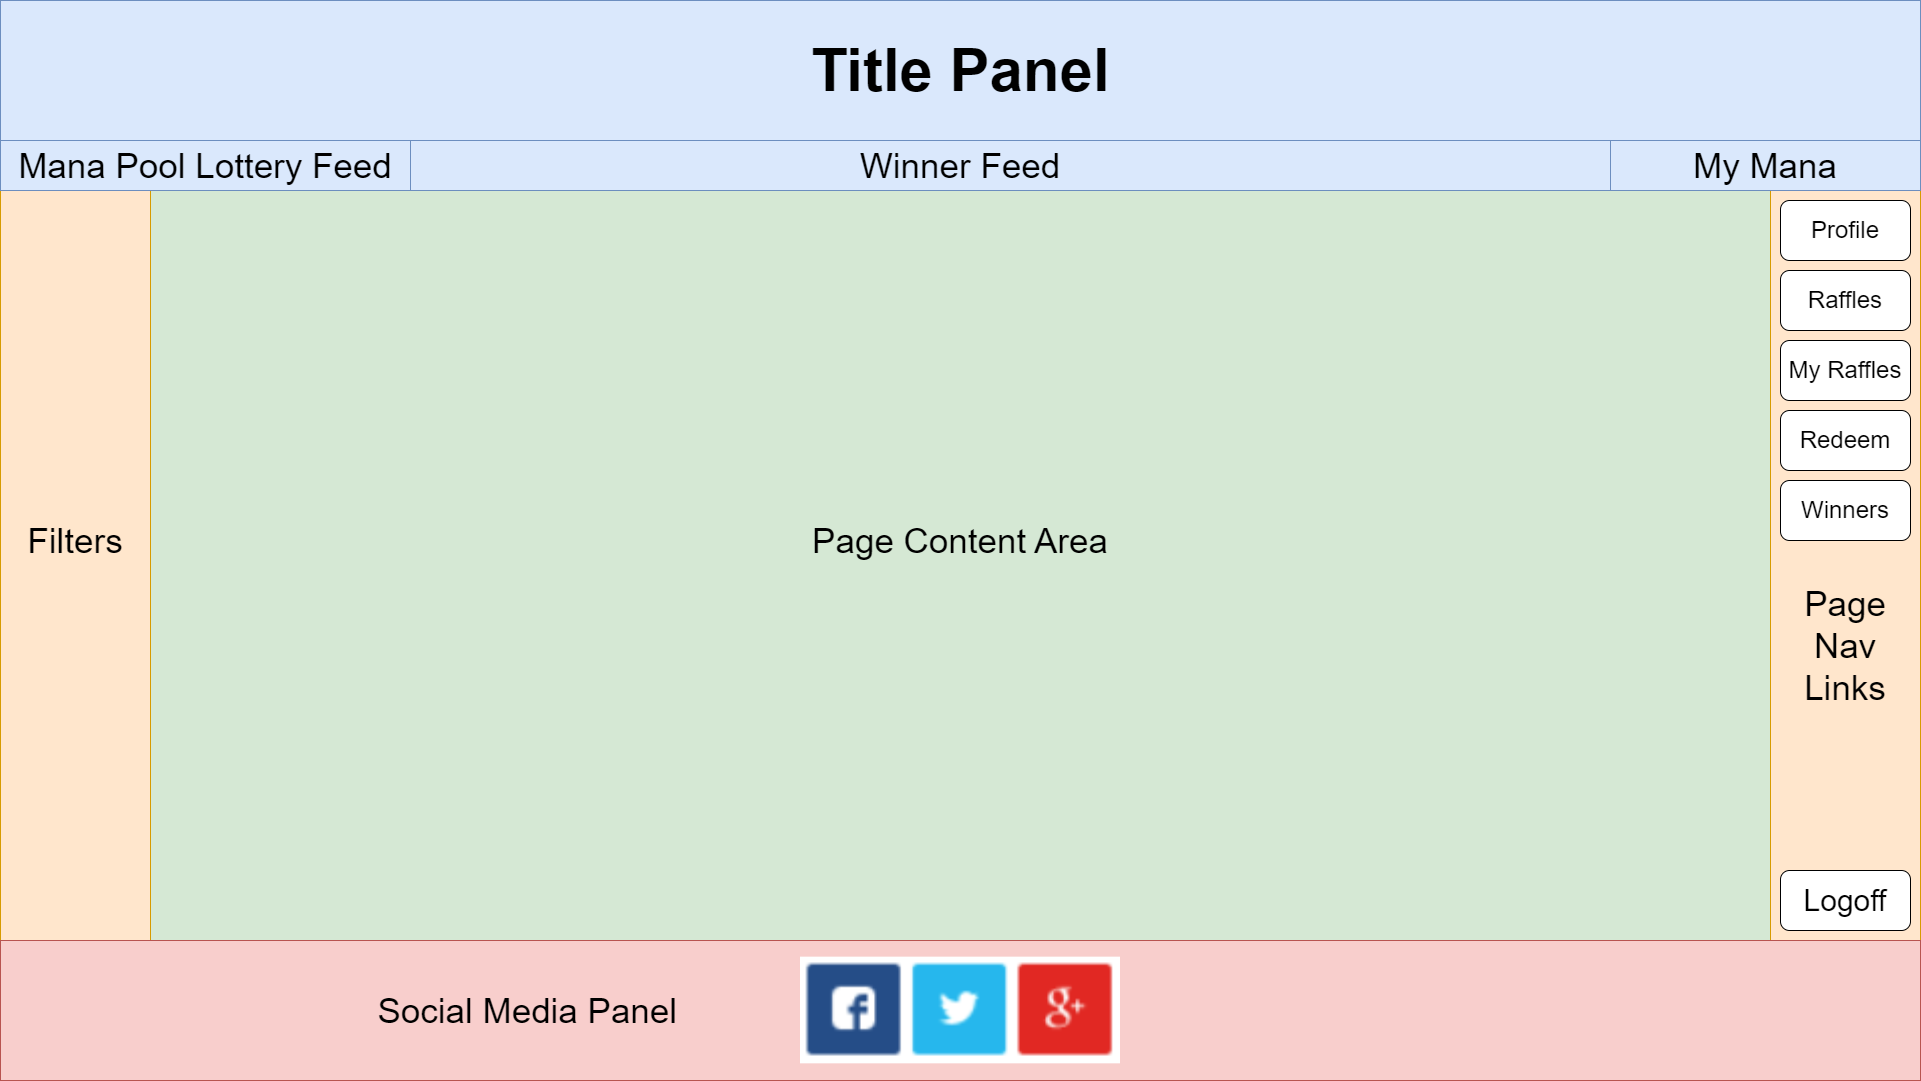 Title Panel
Mana Pool Lottery Feed
Winner Feed
My Mana
Filters
Page Content Area
Profile
Raffles
My Raffles
Redeem
Winners
Page
Nav
Links
Logoff
Social Media Panel
f
g+